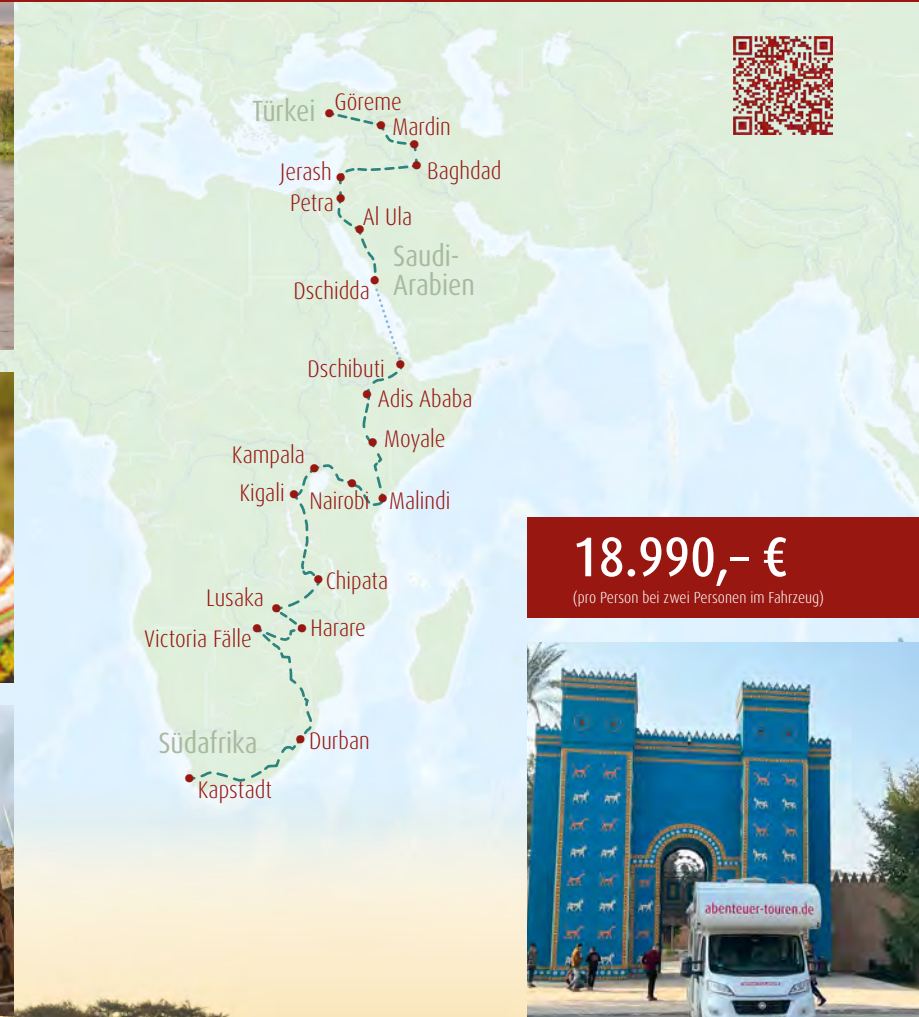 Türkei
Göreme
Mardin
Baghdad
Jerash
Petra
Al Ula
Saudi-
Arabien
Dschidda
Dschibuti
Adis Ababa
Moyale
Kampala
Kigali
Nairobi
Malindi
Chipata
Lusaka
Harare
Victoria Fälle
Südafrika
Durban
Kapstadt
18.990,– €
(pro Person bei zwei Personen im Fahrzeug)
abenteuer-touren.de